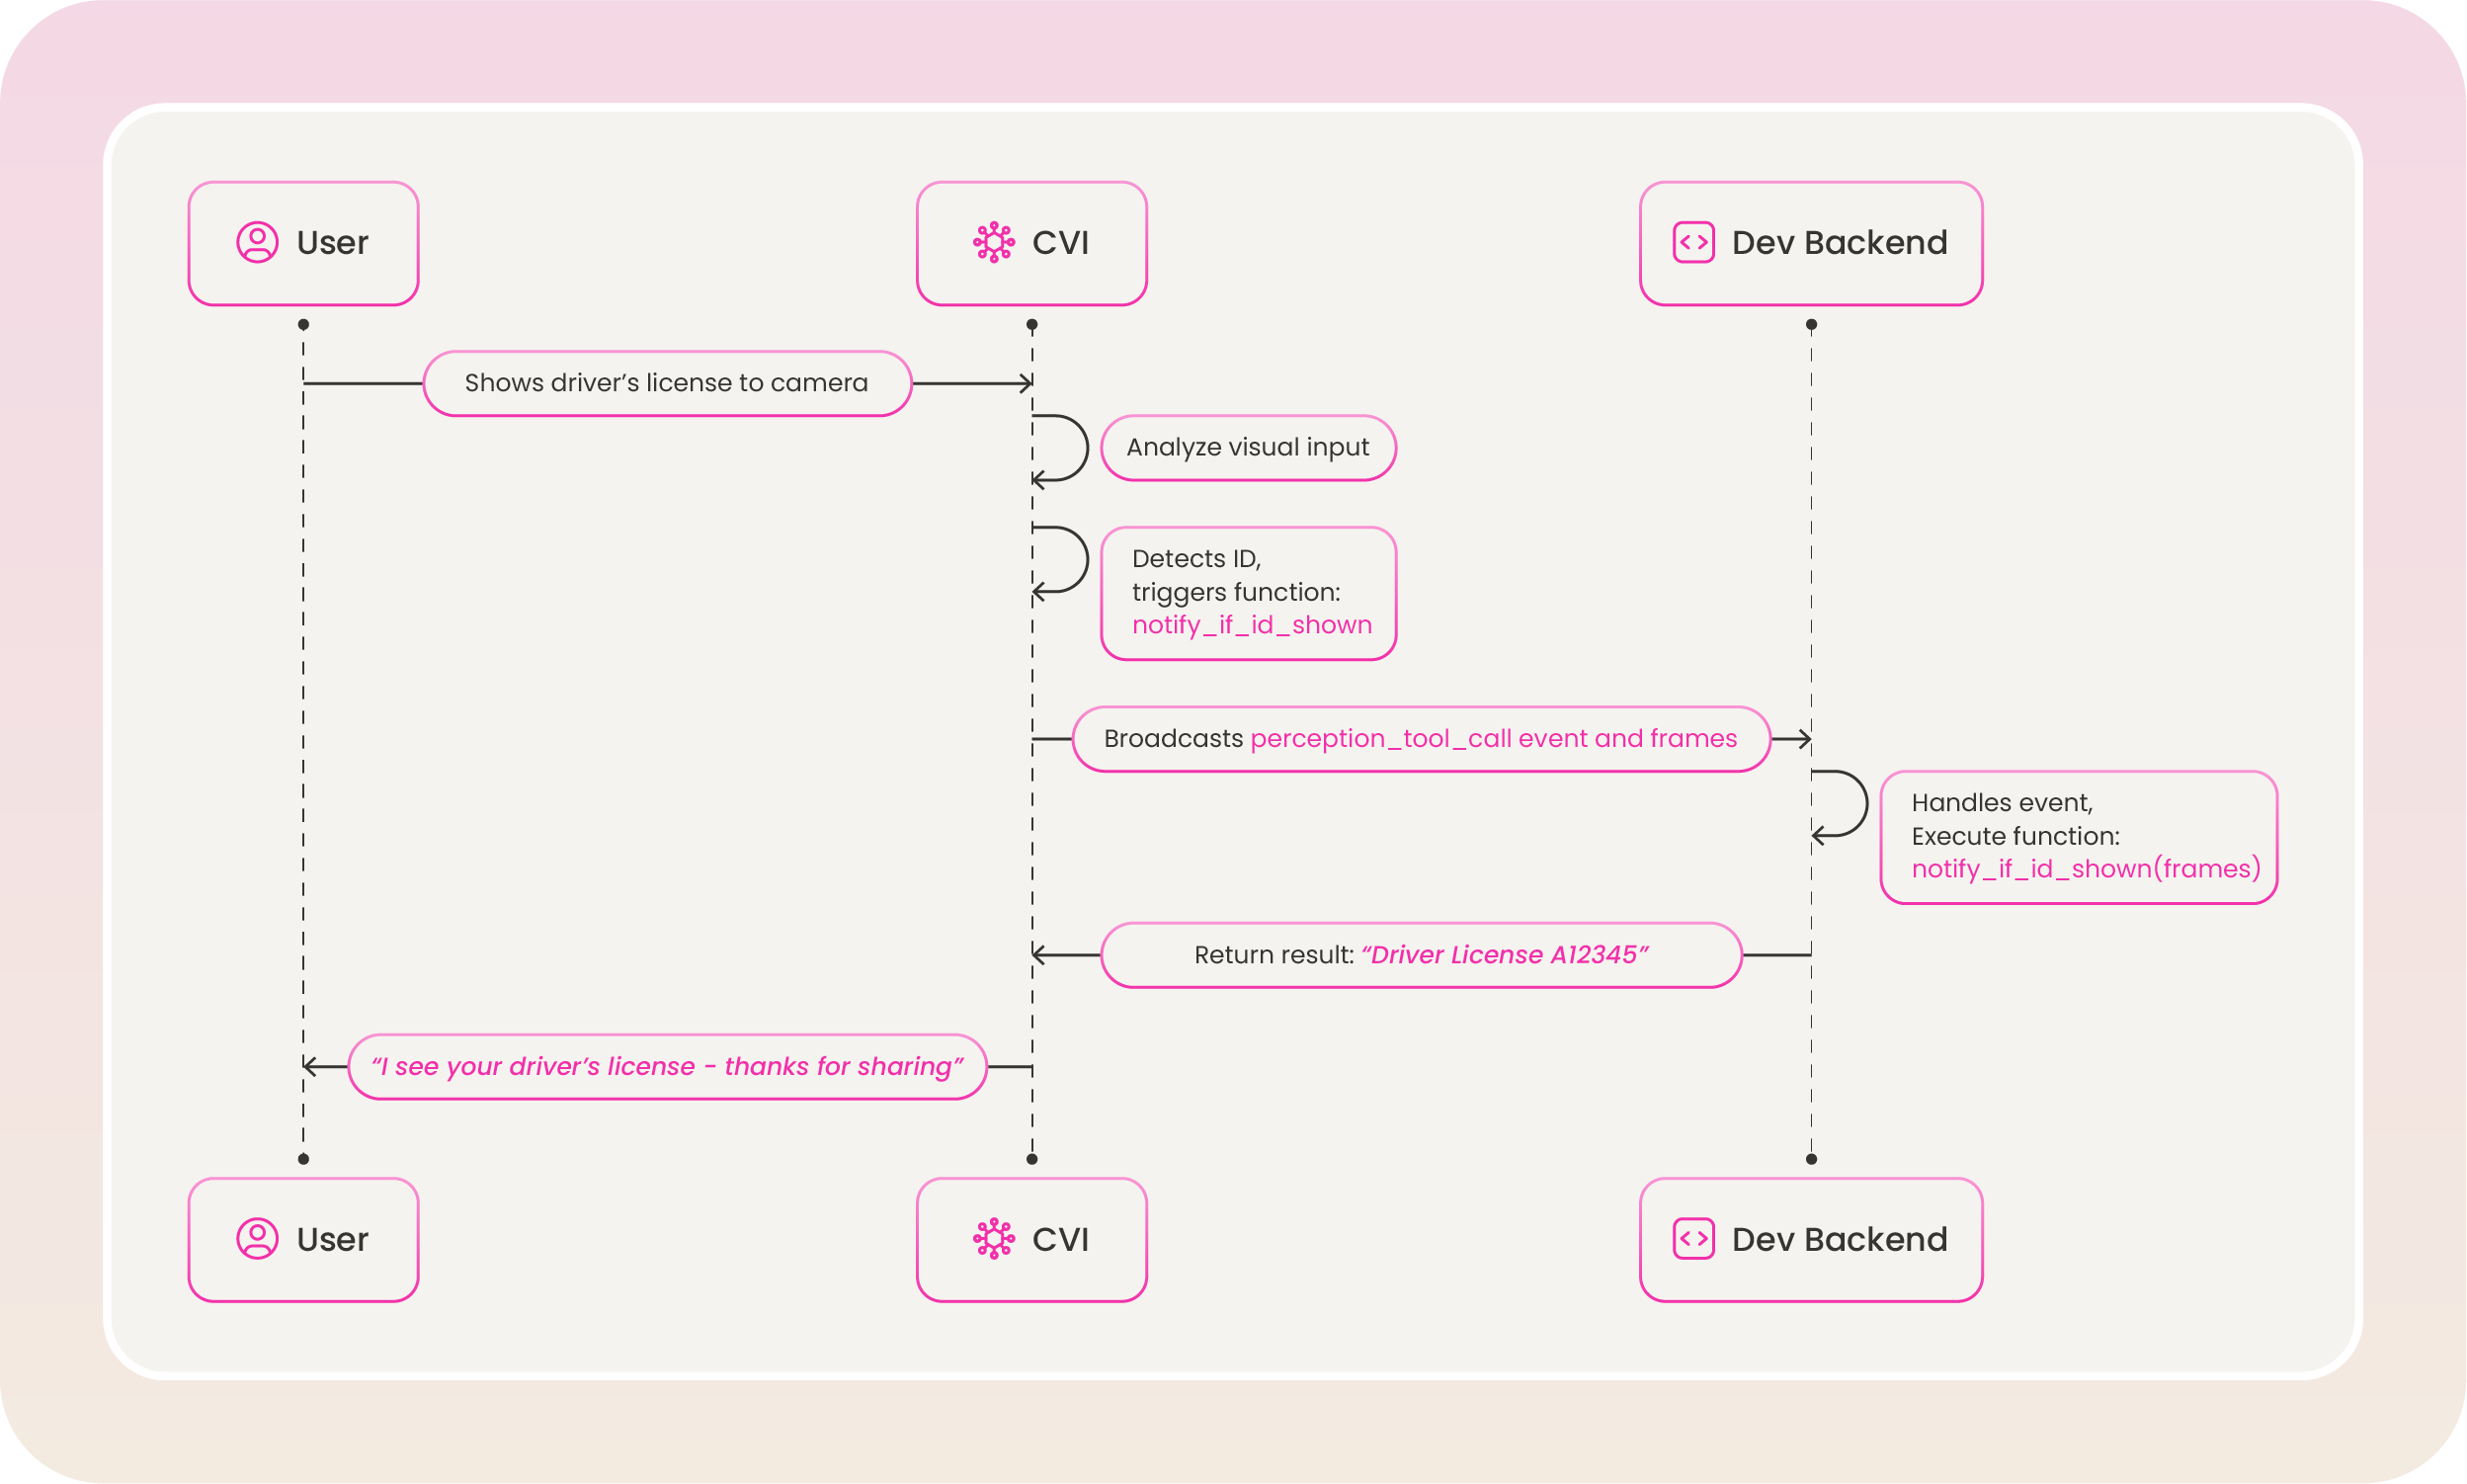 User
CVI
Dev Backend
Shows driver’s license to camera
Analyze visual input
Detects ID,
triggers function:
notify_if_id_shown
Broadcasts perception_tool_call event and frames
Handles event,
Execute function:
notify_if_id_shown(frames)
Return result: “Driver License A12345”
“I see your driver’s license - thanks for sharing”
User
CVI
Dev Backend